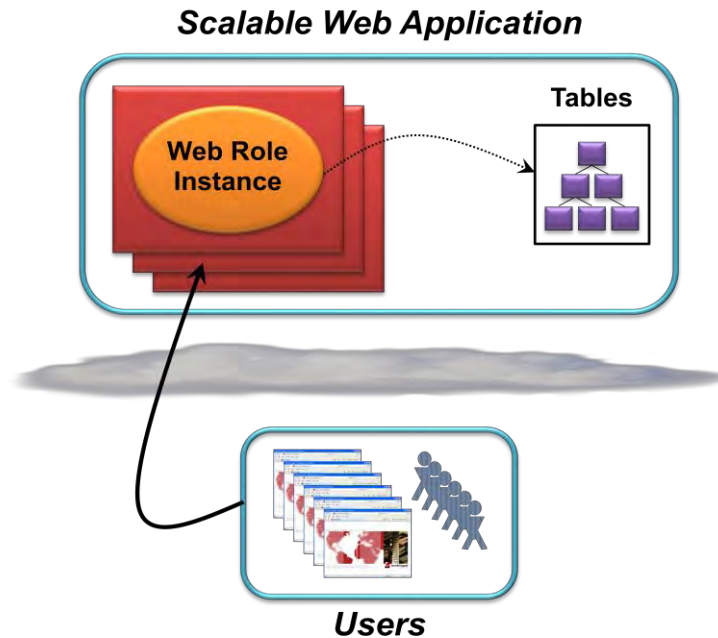 Scalable Web Application
Tables
Web Role
Instance
Users